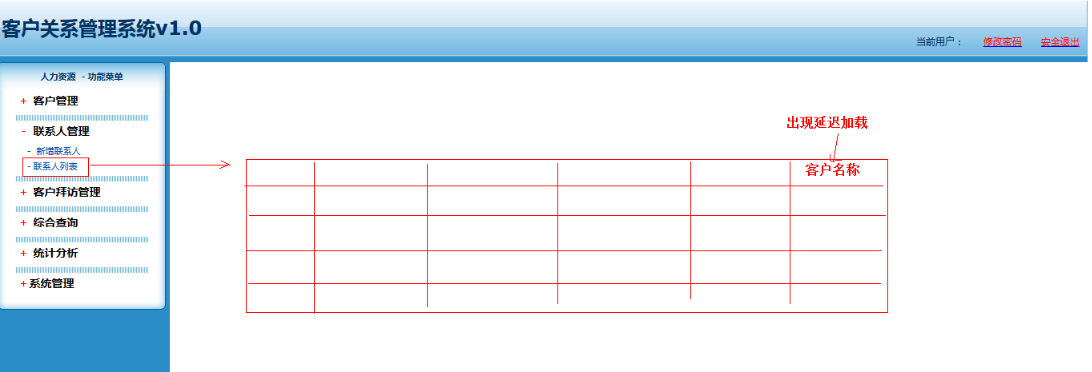 客户关系管理系统v1.0
当前用户： 修改密码 安全退出
人力资源 - 功能菜单
+ 客户管理
- 联系人管理
- 新增联系人
- 联系人列表
+ 客户拜访管理
+ 综合查询
+ 统计分析
+ 系统管理
出现延迟加载
客户名称